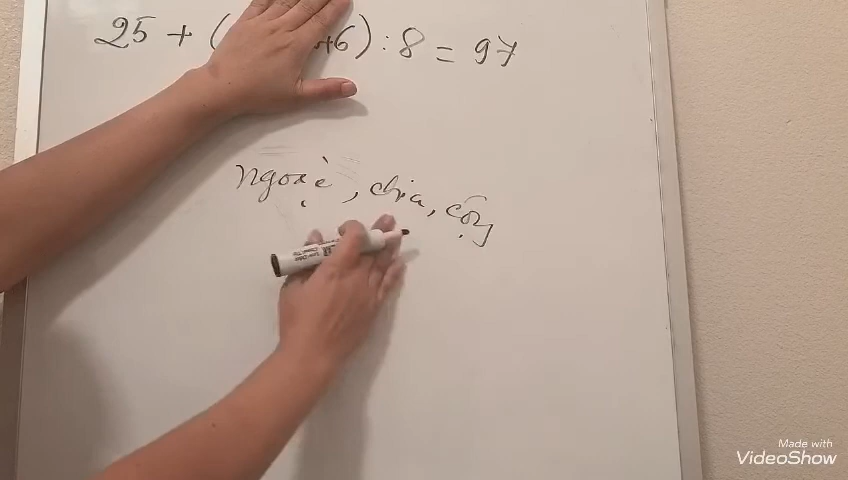 25 + ( +6) : 8 = 97
ngoặc, chia, cộng
Made with
VideoShow